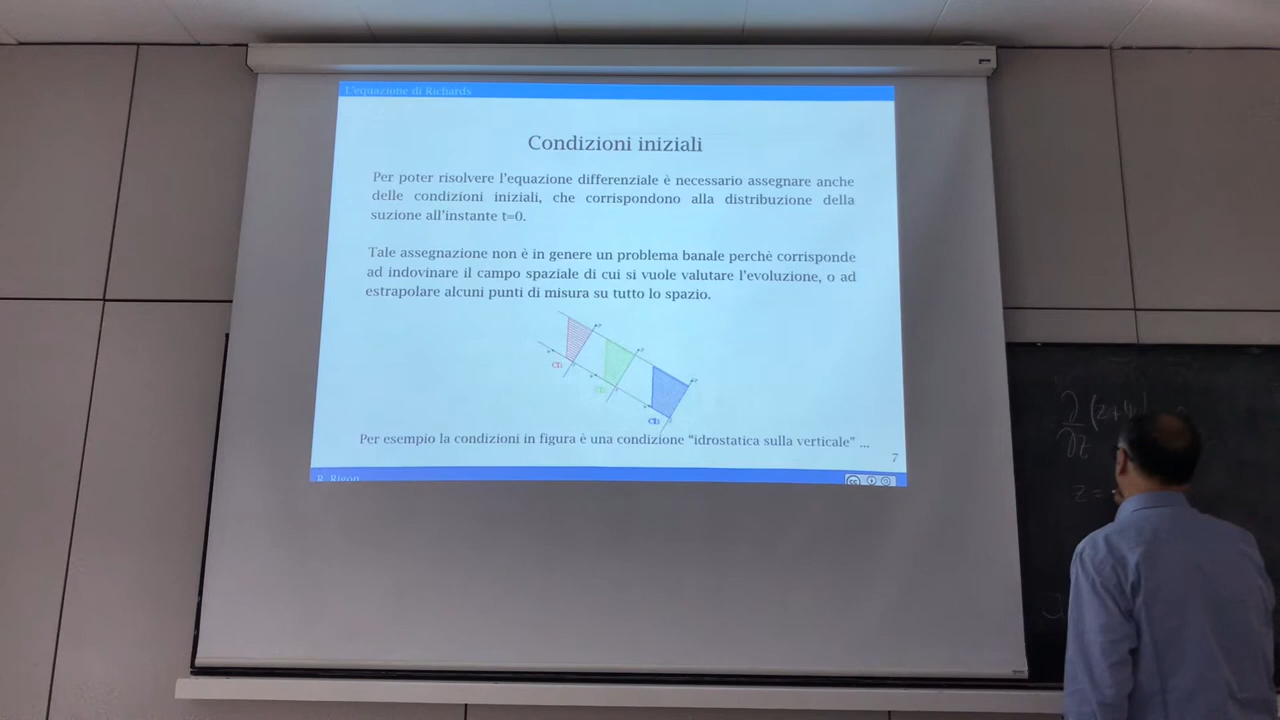 L'equazione di Richards
Condizioni iniziali
Per poter risolvere l'equazione differenziale è necessario assegnare anche
delle condizioni iniziali, che corrispondono alla distribuzione della
suzione all'instante t=0.
Tale assegnazione non è in genere un problema banale perchè corrisponde
ad indovinare il campo spaziale di cui si vuole valutare l'evoluzione, o ad
estrapolare alcuni punti di misura su tutto lo spazio.
Per esempio la condizioni in figura è una condizione "idrostatica sulla verticale" ...
7
R. Rigon
cc
∂
∂z
z =